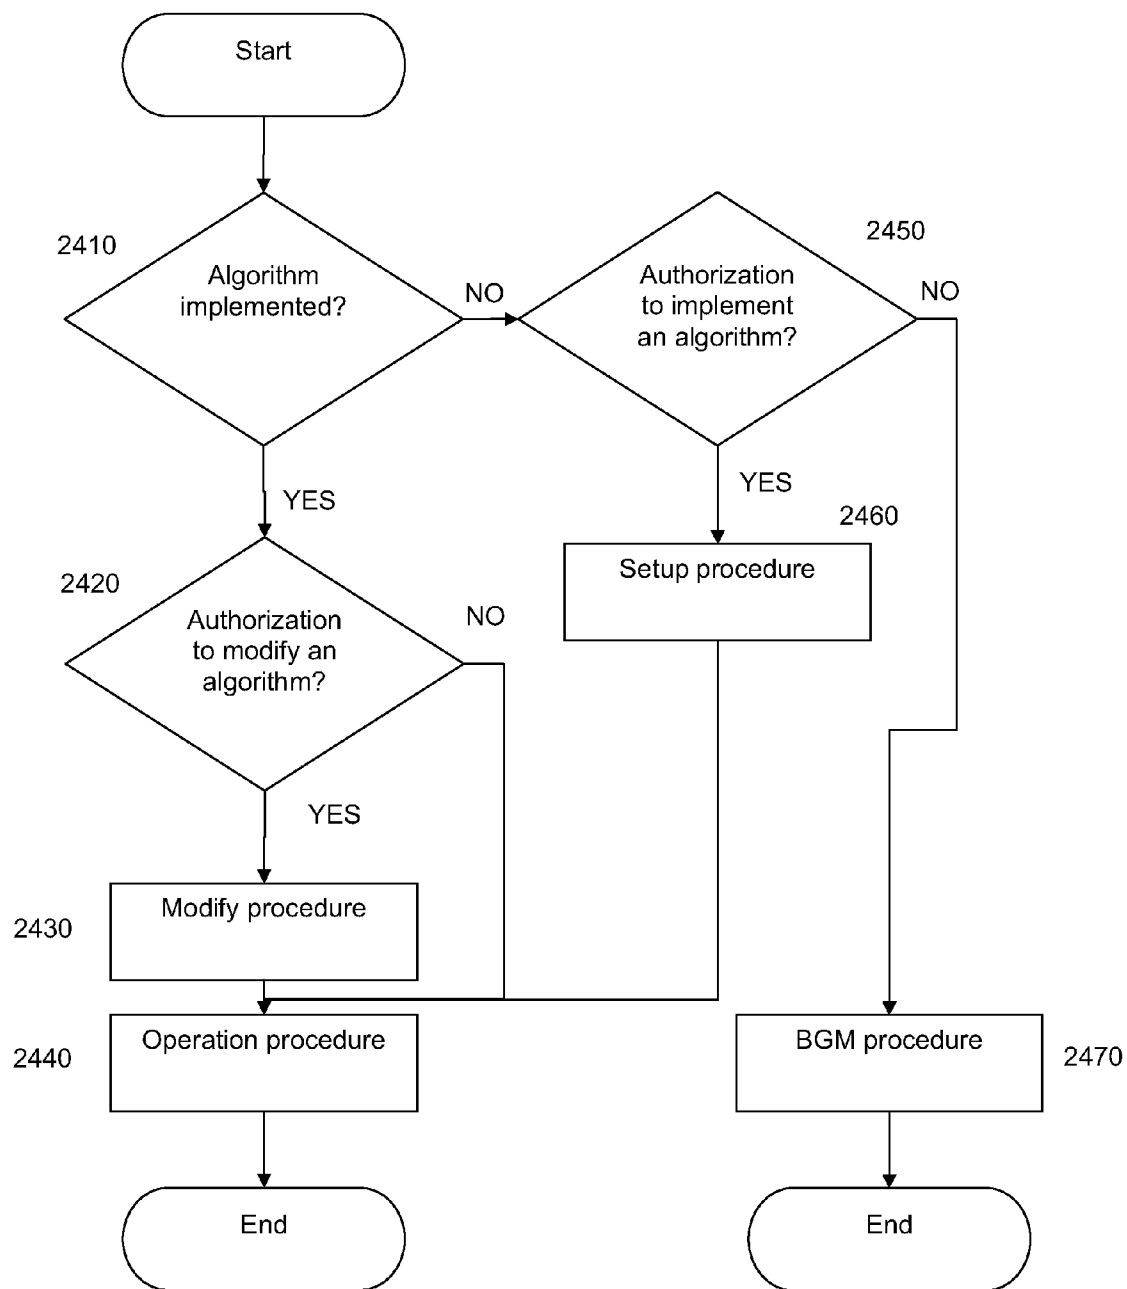 Start
2410
Algorithm
implemented?
NO
2450
Authorization
to implement
an algorithm?
NO
YES
YES
2460
Setup procedure
2420
Authorization
to modify an
algorithm?
NO
YES
2430
Modify procedure
2440
Operation procedure
BGM procedure
2470
End
End